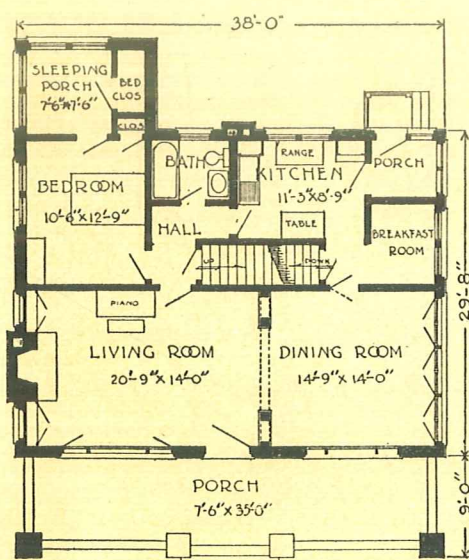 38'-0"
SLEEPING
PORCH
7'-6"x7'-6"
BED
CLOS
CLOS.
BATH
RANGE
KITCHEN
11'-3"x8'-9"
PORCH
BEDROOM
10'-6"x12'-9"
HALL
TABLE
BREAKFAST
ROOM
UP
DOWN
29'-8"
PIANO
LIVING ROOM
20'-9"x14'-0"
DINING ROOM
14'-9"x14'-0"
PORCH
7'-6"x35'-0"
9'-0"